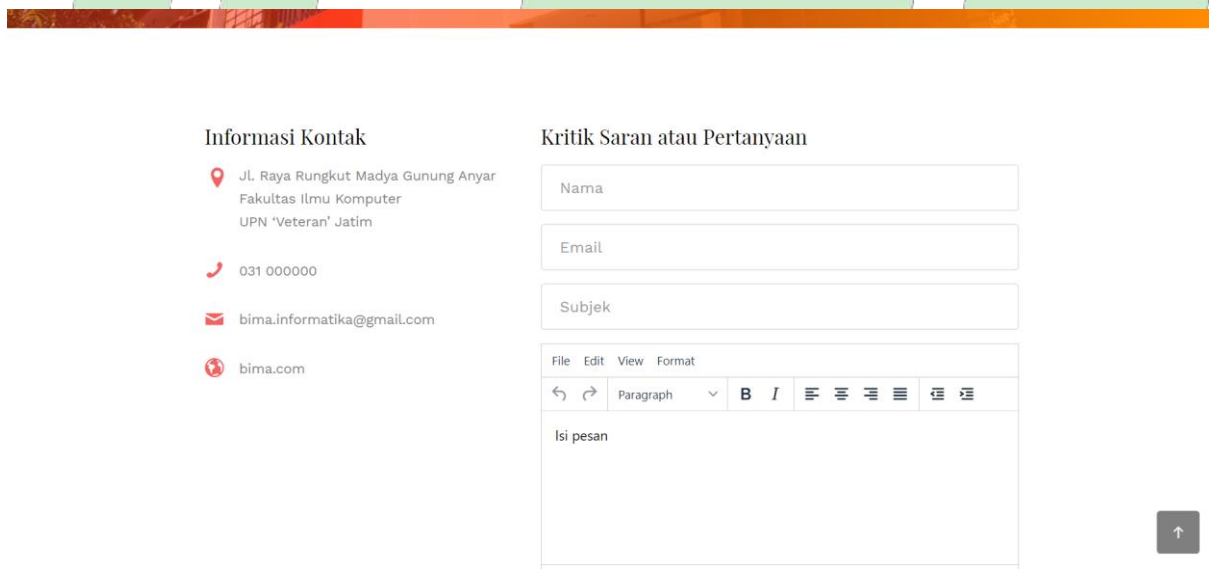 Informasi Kontak
Jl. Raya Rungkut Madya Gunung Anyar
Fakultas Ilmu Komputer
UPN ‘Veteran’ Jatim
031 000000
bima.informatika@gmail.com
bima.com
Kritik Saran atau Pertanyaan
Nama
Email
Subjek
File Edit View Format
Paragraph B I
Isi pesan